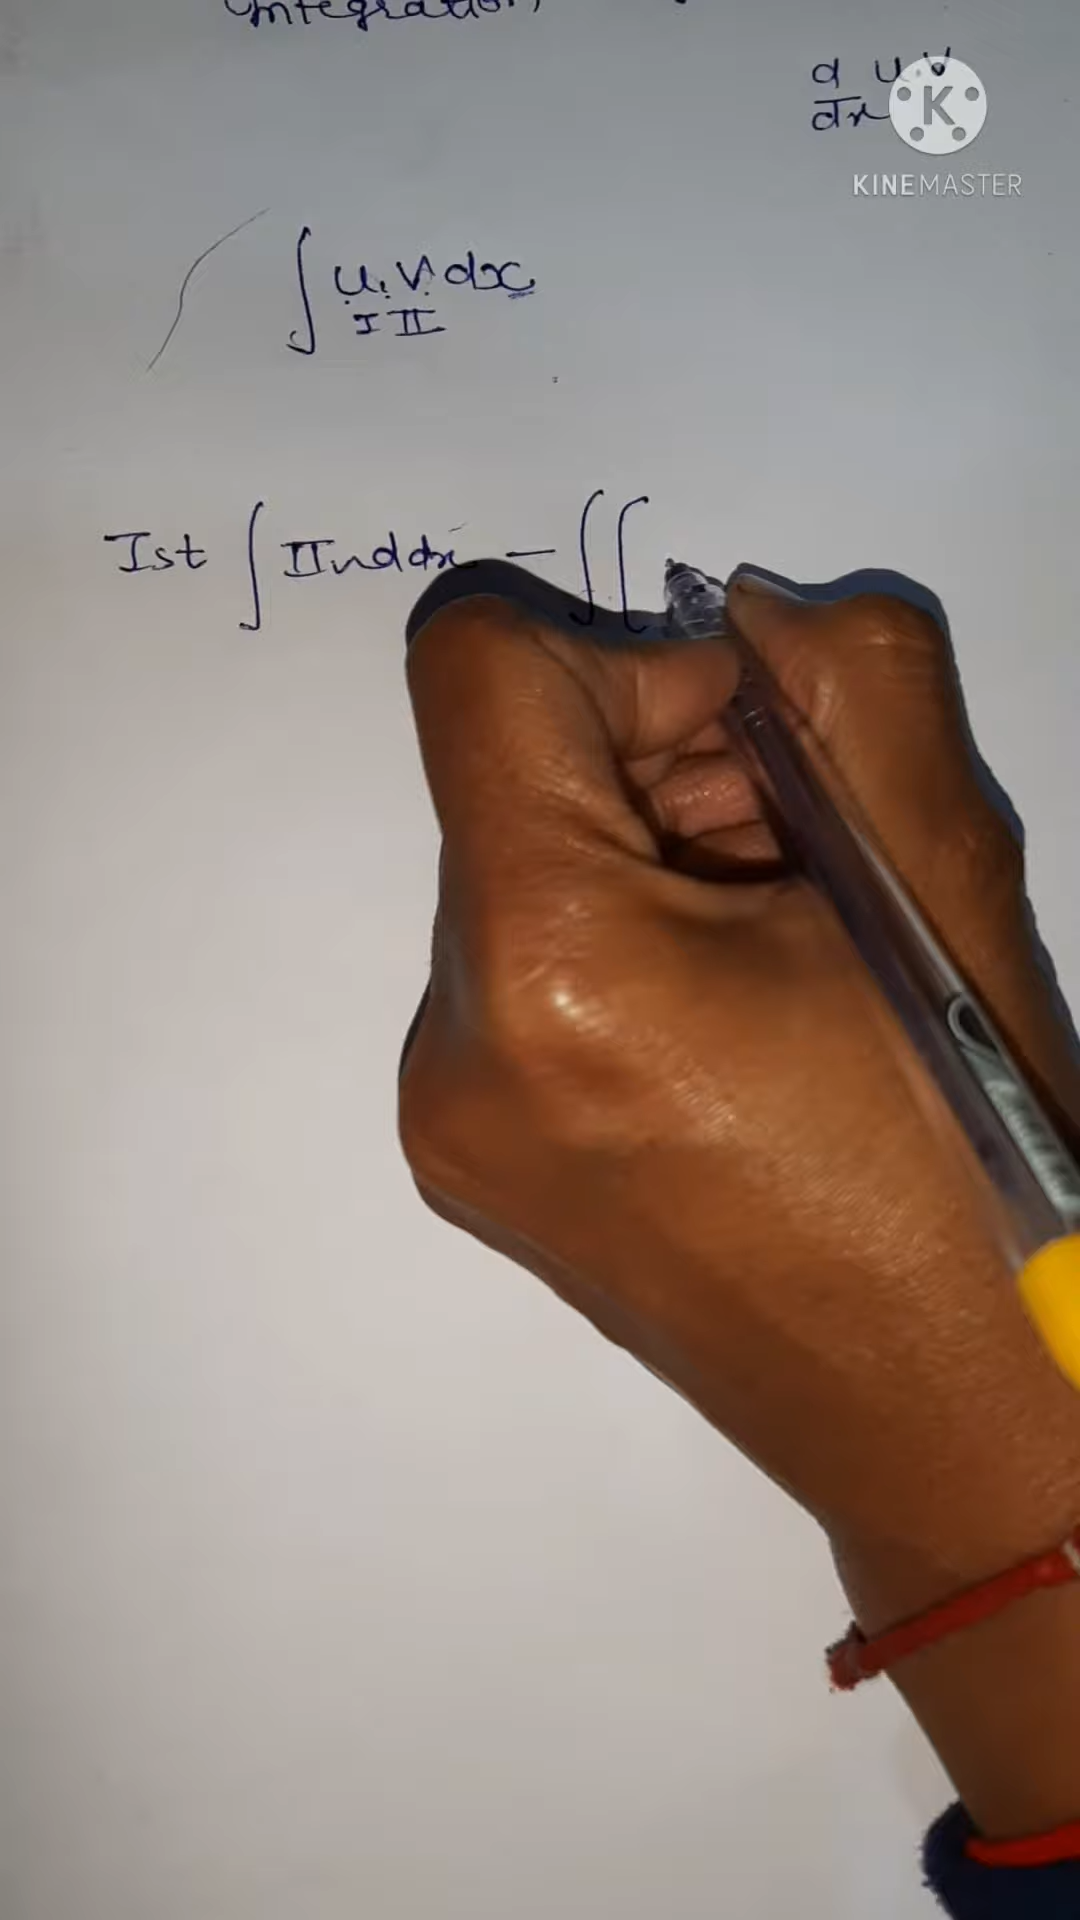 Integration
d/dx u.v
K
KINEMASTER
∫ u. v dx
I II
Ist ∫ IInd dx - ∫ [